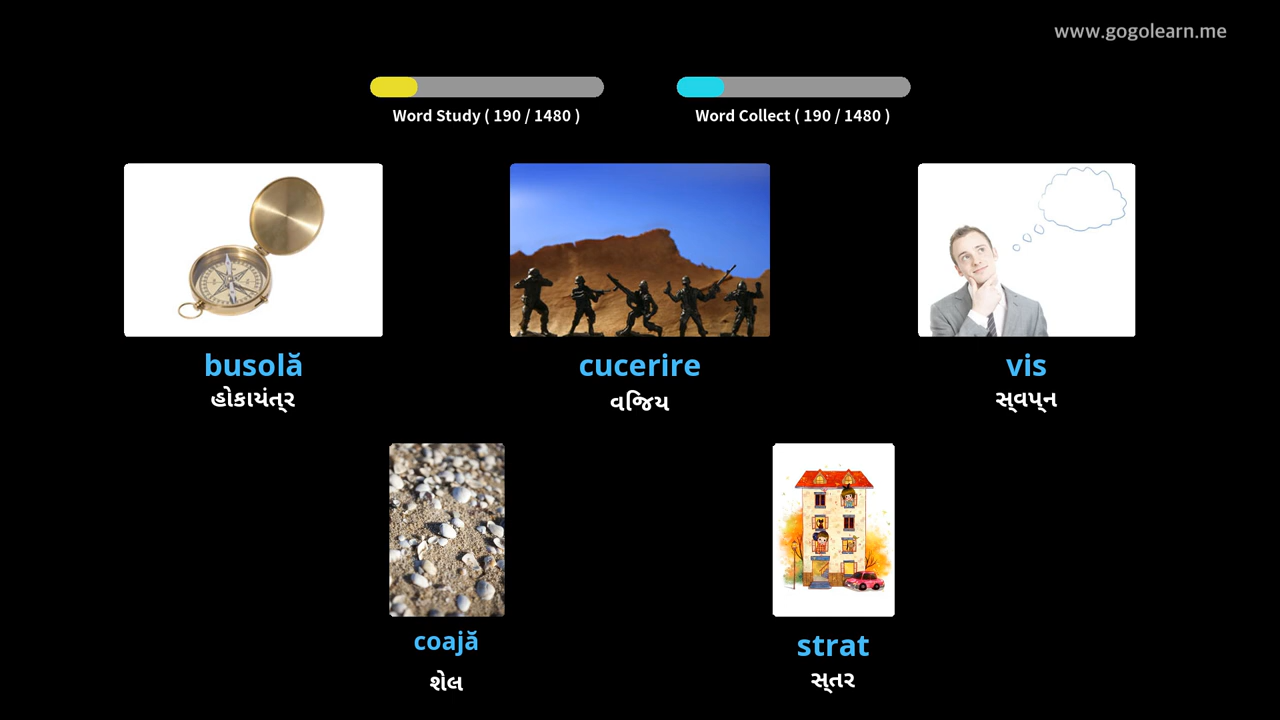 www.gogolearn.me
Word Study ( 190 / 1480 )
Word Collect ( 190 / 1480 )
busolă
હોકાયંત્ર
cucerire
વિજય
vis
સ્વપ્ન
coajă
શેલ
strat
સ્તર